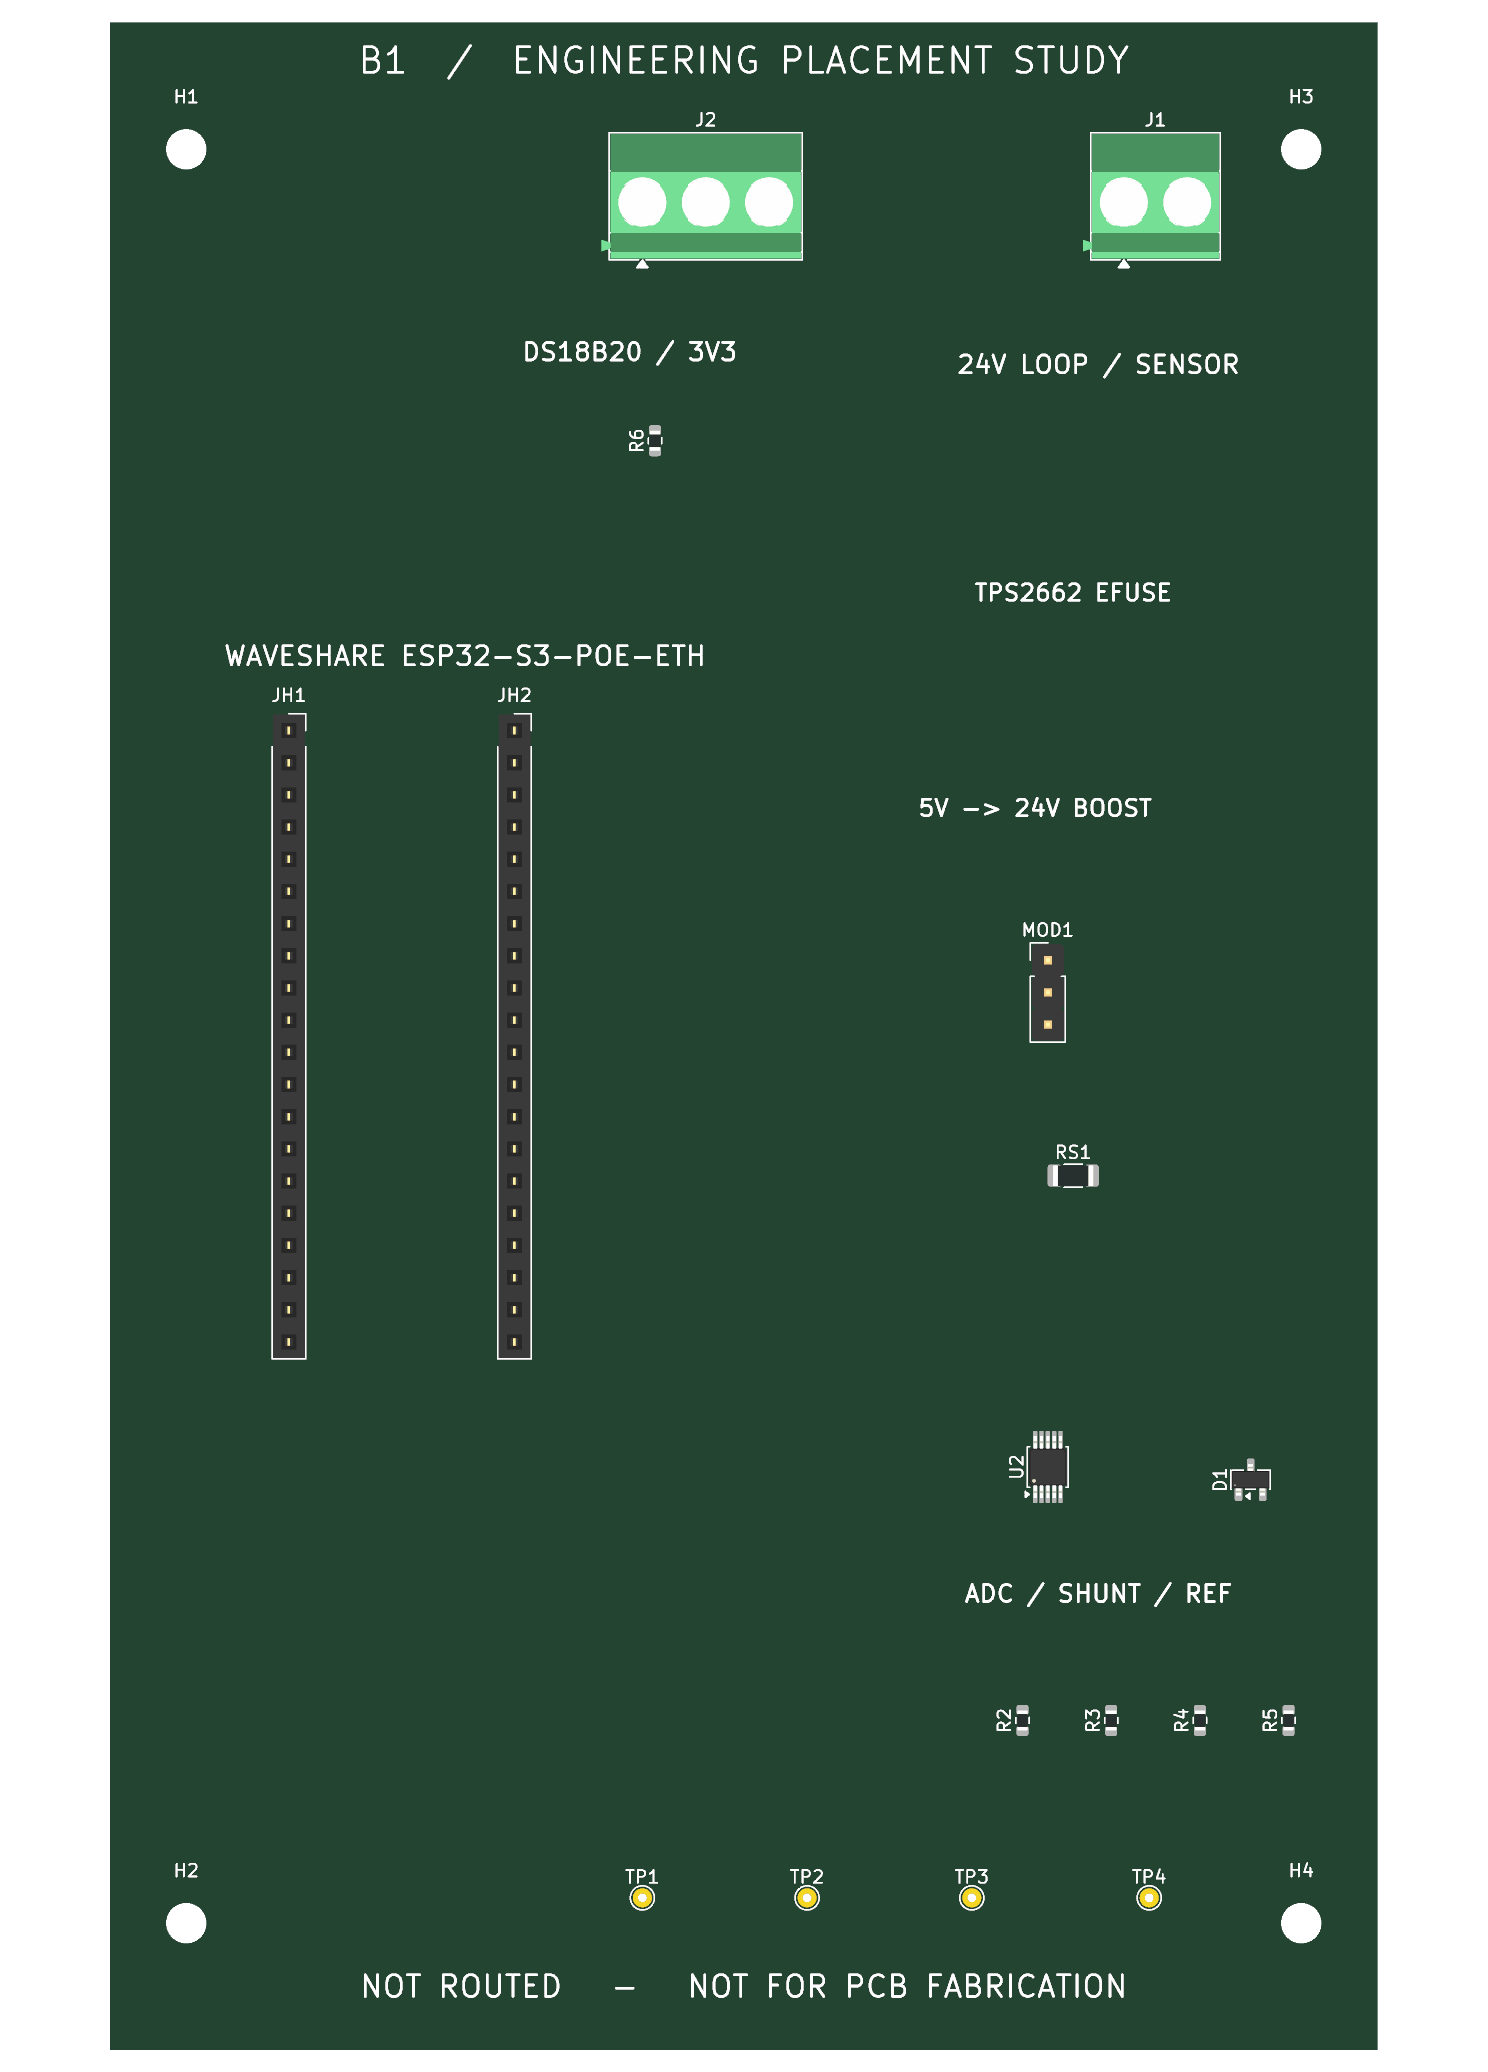 B1 / ENGINEERING PLACEMENT STUDY
H1
H3
J2
J1
DS18B20 / 3V3
24V LOOP / SENSOR
R6
TPS2662 EFUSE
WAVESHARE ESP32-S3-POE-ETH
JH1
JH2
5V -> 24V BOOST
MOD1
RS1
U2
D1
ADC / SHUNT / REF
R2
R3
R4
R5
H2
H4
TP1
TP2
TP3
TP4
NOT ROUTED - NOT FOR PCB FABRICATION